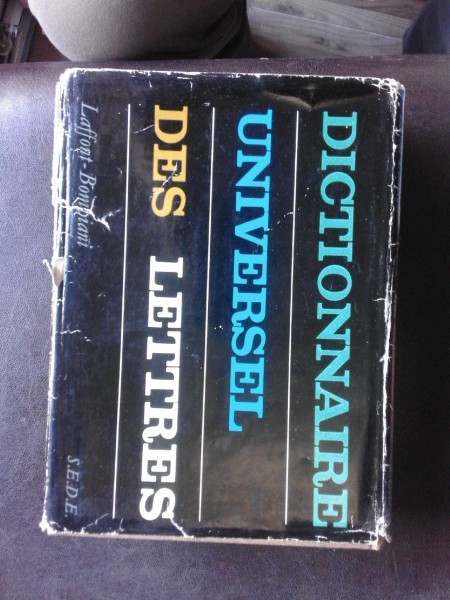 DICTIONNAIRE
UNIVERSEL
DES LETTRES
Laffont-Bompiani S.E.D.E.